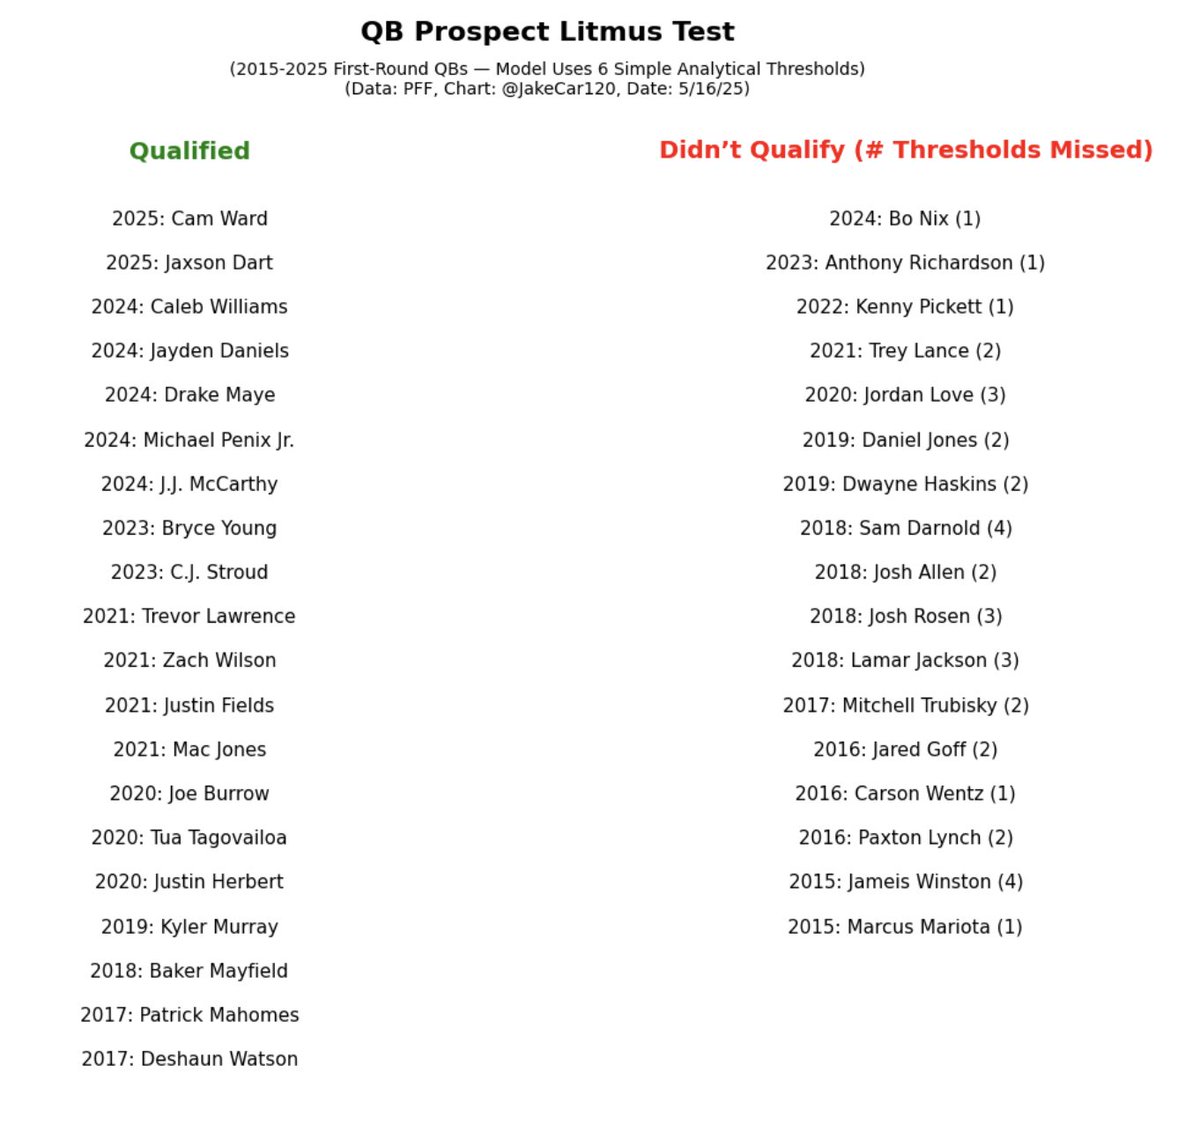 QB Prospect Litmus Test
(2015-2025 First-Round QBs — Model Uses 6 Simple Analytical Thresholds)
(Data: PFF, Chart: @JakeCar120, Date: 5/16/25)
Qualified
2025: Cam Ward
2025: Jaxson Dart
2024: Caleb Williams
2024: Jayden Daniels
2024: Drake Maye
2024: Michael Penix Jr.
2024: J.J. McCarthy
2023: Bryce Young
2023: C.J. Stroud
2021: Trevor Lawrence
2021: Zach Wilson
2021: Justin Fields
2021: Mac Jones
2020: Joe Burrow
2020: Tua Tagovailoa
2020: Justin Herbert
2019: Kyler Murray
2018: Baker Mayfield
2017: Patrick Mahomes
2017: Deshaun Watson
Didn’t Qualify (# Thresholds Missed)
2024: Bo Nix (1)
2023: Anthony Richardson (1)
2022: Kenny Pickett (1)
2021: Trey Lance (2)
2020: Jordan Love (3)
2019: Daniel Jones (2)
2019: Dwayne Haskins (2)
2018: Sam Darnold (4)
2018: Josh Allen (2)
2018: Josh Rosen (3)
2018: Lamar Jackson (3)
2017: Mitchell Trubisky (2)
2016: Jared Goff (2)
2016: Carson Wentz (1)
2016: Paxton Lynch (2)
2015: Jameis Winston (4)
2015: Marcus Mariota (1)